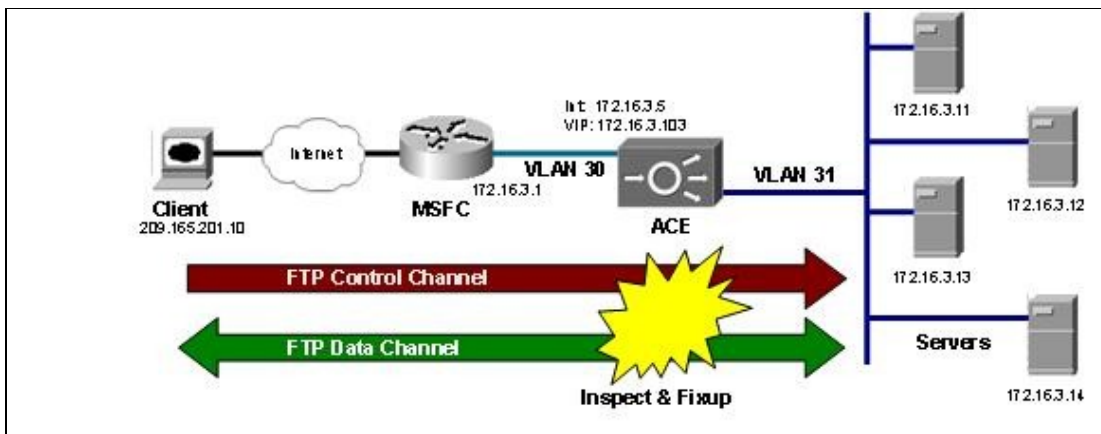 Int: 172.16.3.5
VIP: 172.16.3.103
Internet
VLAN 30
VLAN 31
172.16.3.1
Client
209.165.201.10
MSFC
ACE
172.16.3.11
172.16.3.12
172.16.3.13
FTP Control Channel
FTP Data Channel
Inspect & Fixup
Servers
172.16.3.14